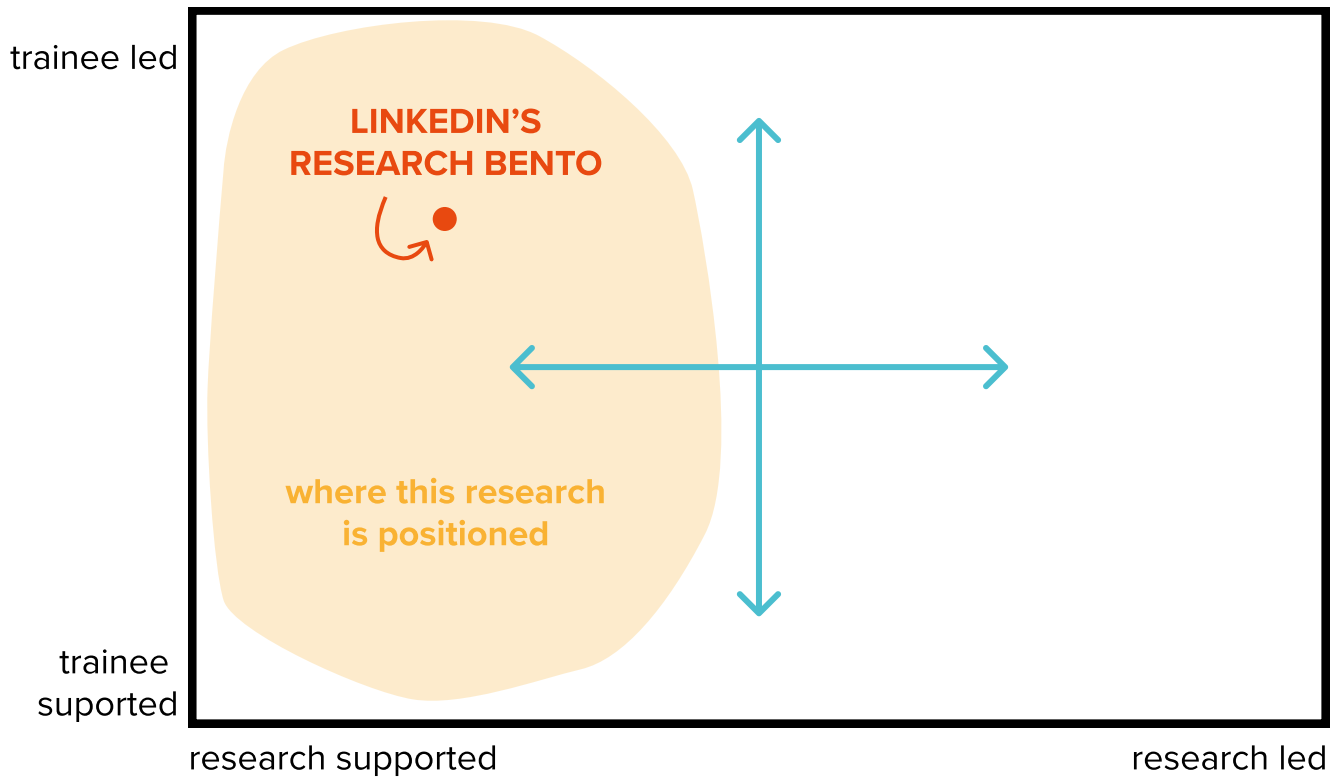 trainee led
LINKEDIN’S
RESEARCH BENTO
where this research
is positioned
trainee
suported
research supported
research led